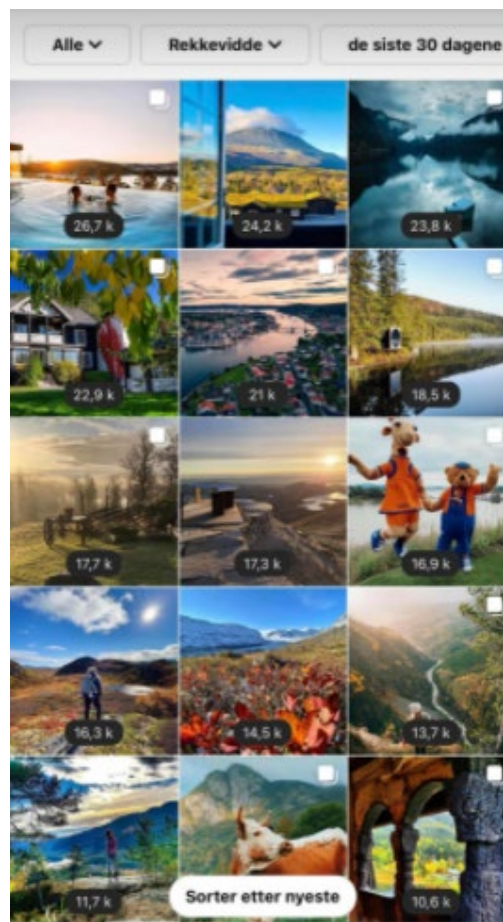 Alle Rekkevidde de siste 30 dagene
26,7 k 24,2 k 23,8 k
22,9 k 21 k 18,5 k
17,7 k 17,3 k 16,9 k
16,3 k 14,5 k 13,7 k
11,7 k 10,6 k
Sorter etter nyeste